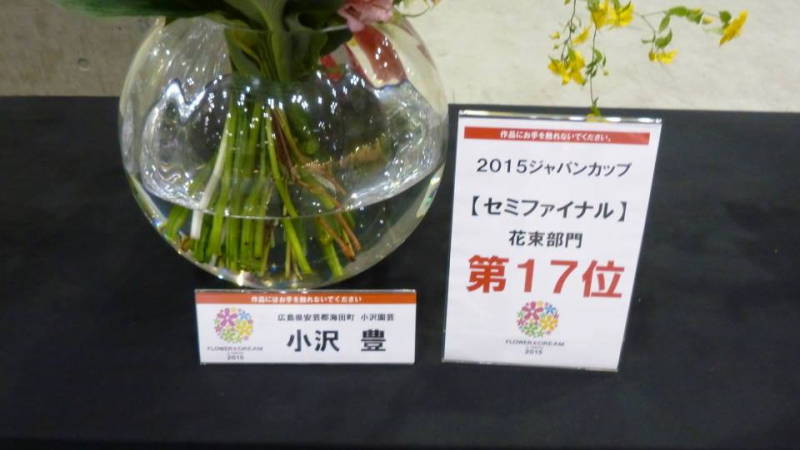 作品にお手を触れないでください。
2015ジャパンカップ
【セミファイナル】
花束部門
第17位
FLOWER DREAM
2015
作品にはお手を触れないでください
広島県安芸郡海田町 小沢園芸
小沢 豊
FLOWER DREAM
2015